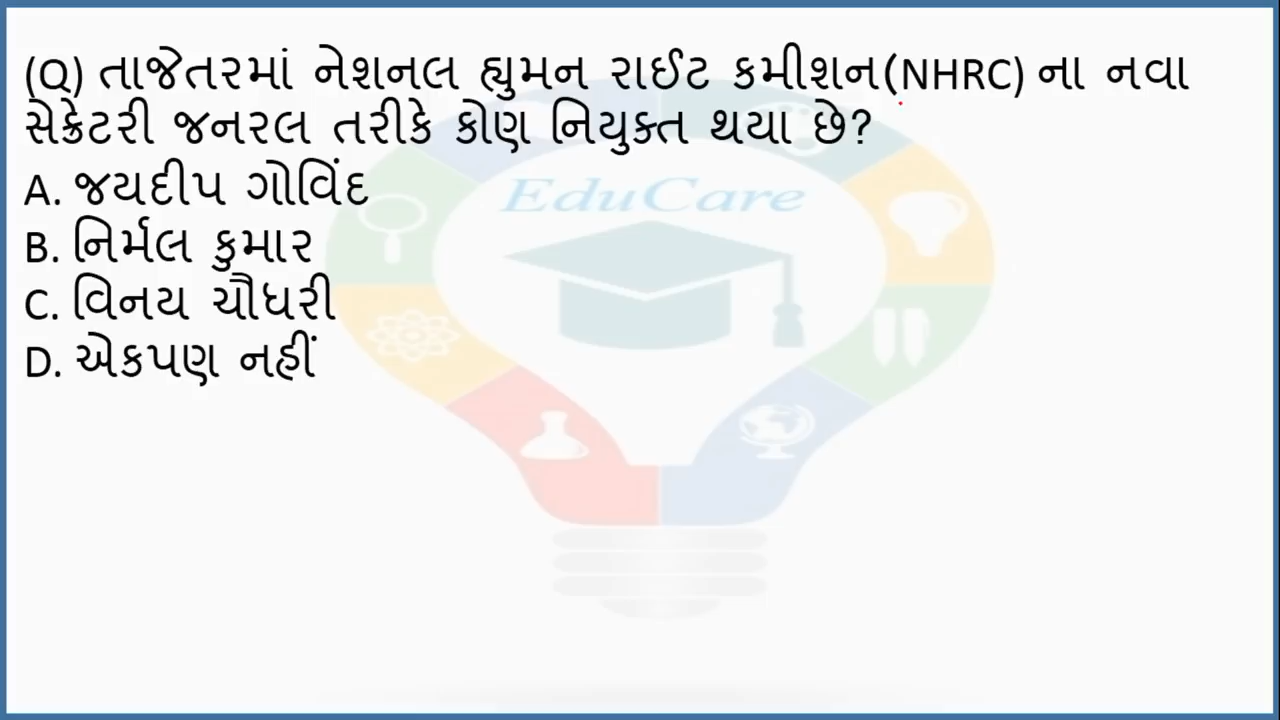 (Q) તાજેતરમાં નેશનલ હ્યુમન રાઈટ કમીશન(NHRC) ના નવા
સેક્રેટરી જનરલ તરીકે કોણ નિયુક્ત થયા છે?
A. જયદીપ ગોવિંદ
EduCare
B. નિર્મલ કુમાર
C. વિનય ચૌધરી
D. એકપણ નહીં